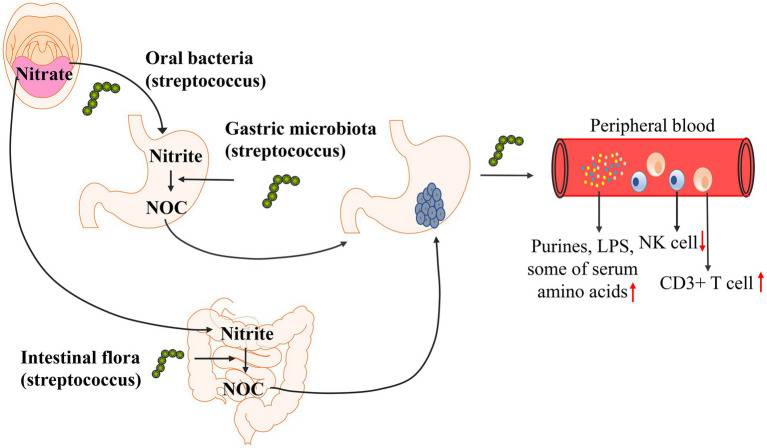 Nitrate
Oral bacteria
(streptococcus)
Nitrite
NOC
Gastric microbiota
(streptococcus)
Peripheral blood
Purines, LPS,
some of serum
amino acids
NK cell
CD3+ T cell
Intestinal flora
(streptococcus)
Nitrite
NOC